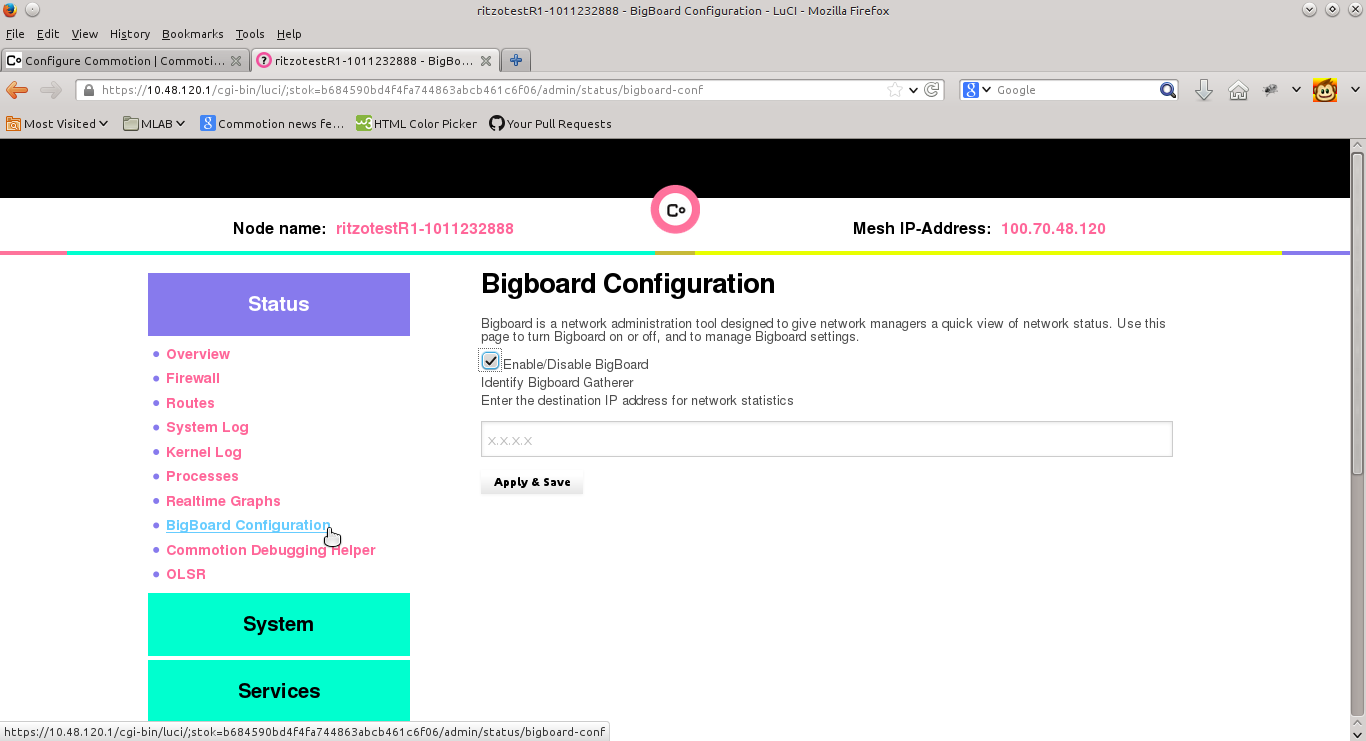 ritzotestR1-1011232888 - BigBoard Configuration - LuCI - Mozilla Firefox
File Edit View History Bookmarks Tools Help
Co Configure Commotion | Commoti... ritzotestR1-1011232888 - BigBo...
https://10.48.120.1/cgi-bin/luci/;stok=b684590bd4f4fa744863abcb461c6f06/admin/status/bigboard-conf
8 Google
Most Visited MLAB 8 Commotion news fe... w3 HTML Color Picker Your Pull Requests
Co
Node name: ritzotestR1-1011232888 Mesh IP-Address: 100.70.48.120
Status
Overview
Firewall
Routes
System Log
Kernel Log
Processes
Realtime Graphs
BigBoard Configuration
Commotion Debugging Helper
OLSR
System
Services
Bigboard Configuration
Bigboard is a network administration tool designed to give network managers a quick view of network status. Use this
page to turn Bigboard on or off, and to manage Bigboard settings.
Enable/Disable BigBoard
Identify Bigboard Gatherer
Enter the destination IP address for network statistics
x.x.x.x
Apply & Save
https://10.48.120.1/cgi-bin/luci/;stok=b684590bd4f4fa744863abcb461c6f06/admin/status/bigboard-conf